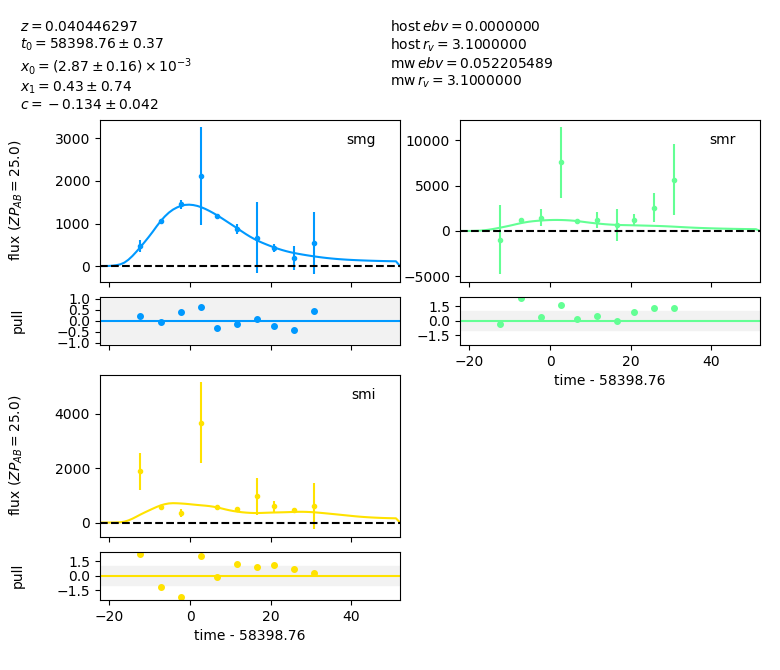 z = 0.040446297
t₀ = 58398.76 ± 0.37
x₀ = (2.87 ± 0.16) × 10⁻³
x₁ = 0.43 ± 0.74
c = −0.134 ± 0.042
host ebv = 0.0000000
host r_v = 3.1000000
mw ebv = 0.052205489
mw r_v = 3.1000000
flux (ZP_AB = 25.0)
3000
2000
1000
0
smg
10000
5000
0
−5000
smr
pull
1.0
0.5
0.0
−0.5
−1.0
1.5
0.0
−1.5
−20 0 20 40
time - 58398.76
flux (ZP_AB = 25.0)
4000
2000
0
smi
pull
1.5
0.0
−1.5
−20 0 20 40
time - 58398.76